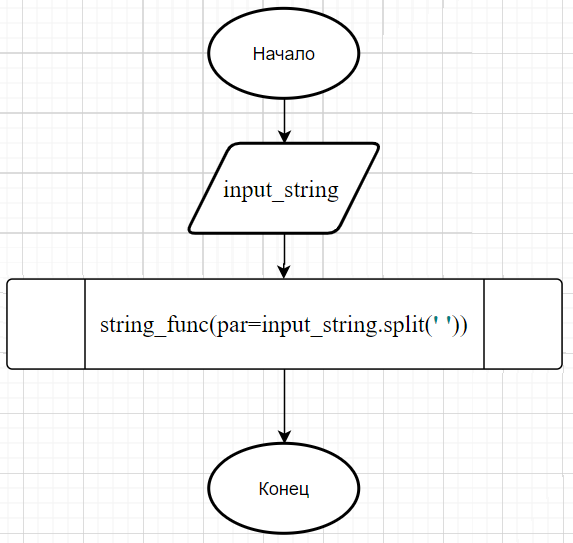 Начало
input_string
string_func(par=input_string.split(' '))
Конец